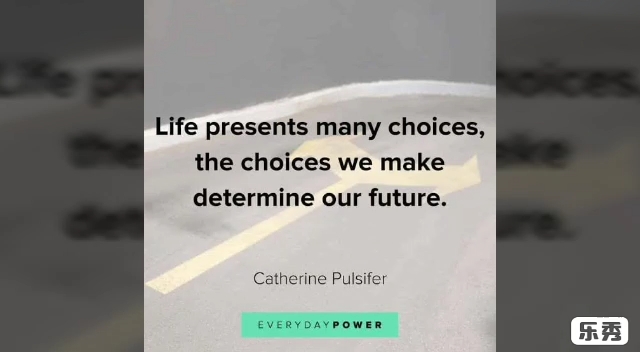 Life presents many choices,
the choices we make
determine our future.
Catherine Pulsifer
EVERYDAYPOWER
乐秀